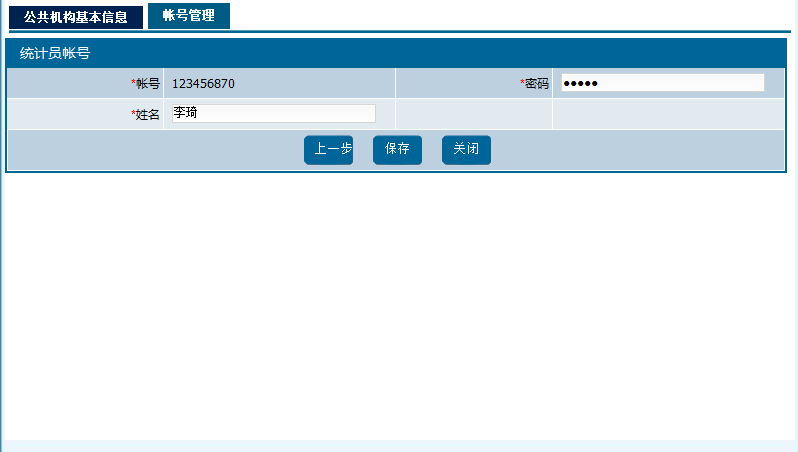 公共机构基本信息 帐号管理
统计员帐号
*帐号 123456870 *密码 ●●●●●
*姓名 李琦
上一步 保存 关闭